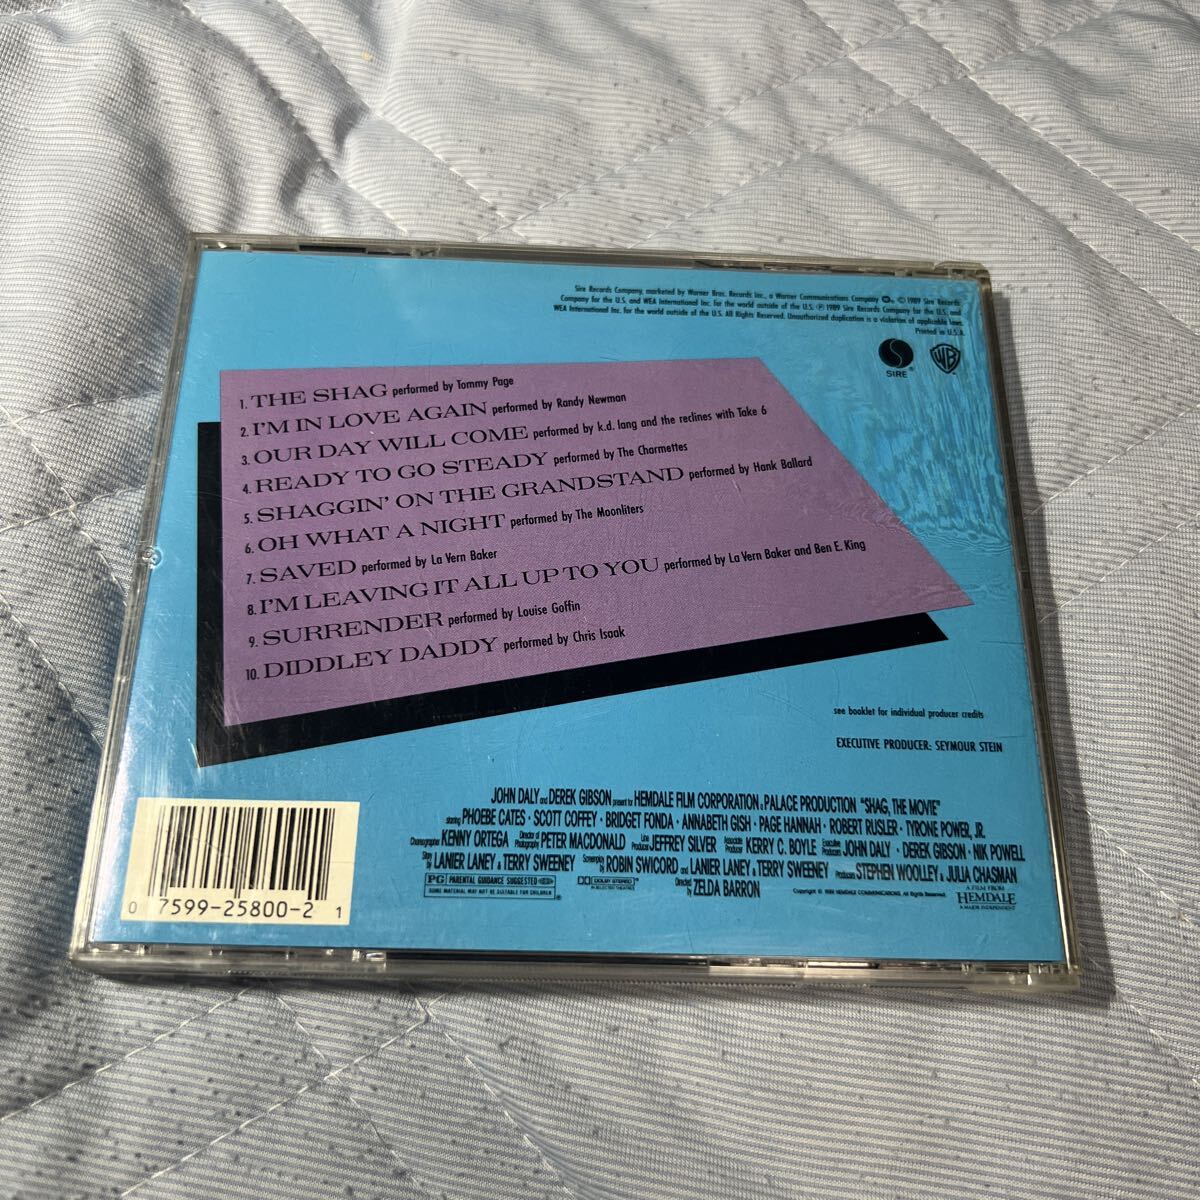 Sire Records Company, marketed by Warner Bros. Records Inc., a Warner Communications Company © 1989 Sire Records
Company for the U.S. and WEA International Inc. for the world outside of the U.S. ℗ 1989 Sire Records Company for the U.S. and
WEA International Inc. for the world outside of the U.S. All Rights Reserved. Unauthorized duplication is a violation of applicable laws.
Printed in U.S.A.
SIRE ®
WB
1. THE SHAG performed by Tommy Page
2. I'M IN LOVE AGAIN performed by Randy Newman
3. OUR DAY WILL COME performed by k.d. lang and the reclines with Take 6
4. READY TO GO STEADY performed by The Charmettes
5. SHAGGIN' ON THE GRANDSTAND performed by Hank Ballard
6. OH WHAT A NIGHT performed by The Moonliters
7. SAVED performed by La Vern Baker
8. I'M LEAVING IT ALL UP TO YOU performed by La Vern Baker and Ben E. King
9. SURRENDER performed by Louise Goffin
10. DIDDLEY DADDY performed by Chris Isaak
see booklet for individual producer credits
EXECUTIVE PRODUCER: SEYMOUR STEIN
JOHN DALY and DEREK GIBSON present for HEMDALE FILM CORPORATION A PALACE PRODUCTION "SHAG, THE MOVIE"
starring PHOEBE CATES · SCOTT COFFEY · BRIDGET FONDA · ANNABETH GISH · PAGE HANNAH · ROBERT RUSLER · TYRONE POWER, JR.
Choreographer KENNY ORTEGA Director of Photography PETER MACDONALD Line Producer JEFFREY SILVER Associate Producer KERRY C. BOYLE Executive Producers JOHN DALY · DEREK GIBSON · NIK POWELL
Story by LANIER LANEY & TERRY SWEENEY Screenplay by ROBIN SWICORD and LANIER LANEY & TERRY SWEENEY Producers STEPHEN WOOLLEY & JULIA CHASMAN
PG PARENTAL GUIDANCE SUGGESTED
SOME MATERIAL MAY NOT BE SUITABLE FOR CHILDREN
DOLBY STEREO
IN SELECTED THEATRES
Directed by ZELDA BARRON
Copyright © HEMDALE COMMUNICATIONS. All Rights Reserved.
A FILM FROM
HEMDALE
A MAJOR INDEPENDENT
0 7599-25800-2 1